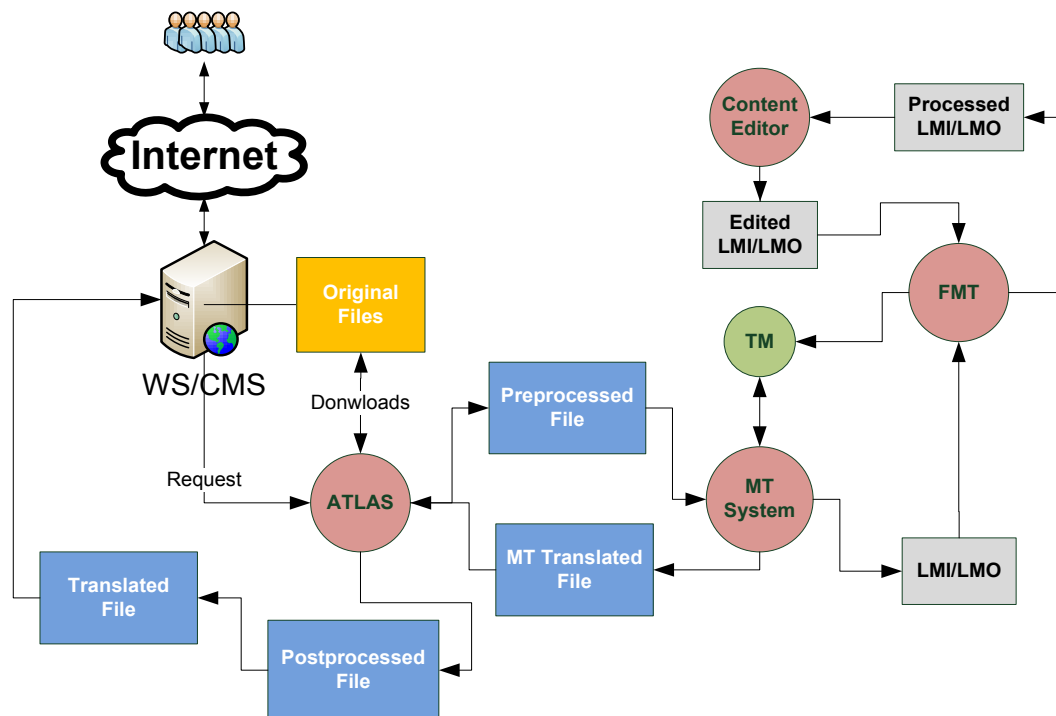 Internet
WS/CMS
Original
Files
Donwloads
Request
ATLAS
Preprocessed
File
MT Translated
File
Translated
File
Postprocessed
File
Content
Editor
Processed
LMI/LMO
Edited
LMI/LMO
FMT
TM
MT
System
LMI/LMO